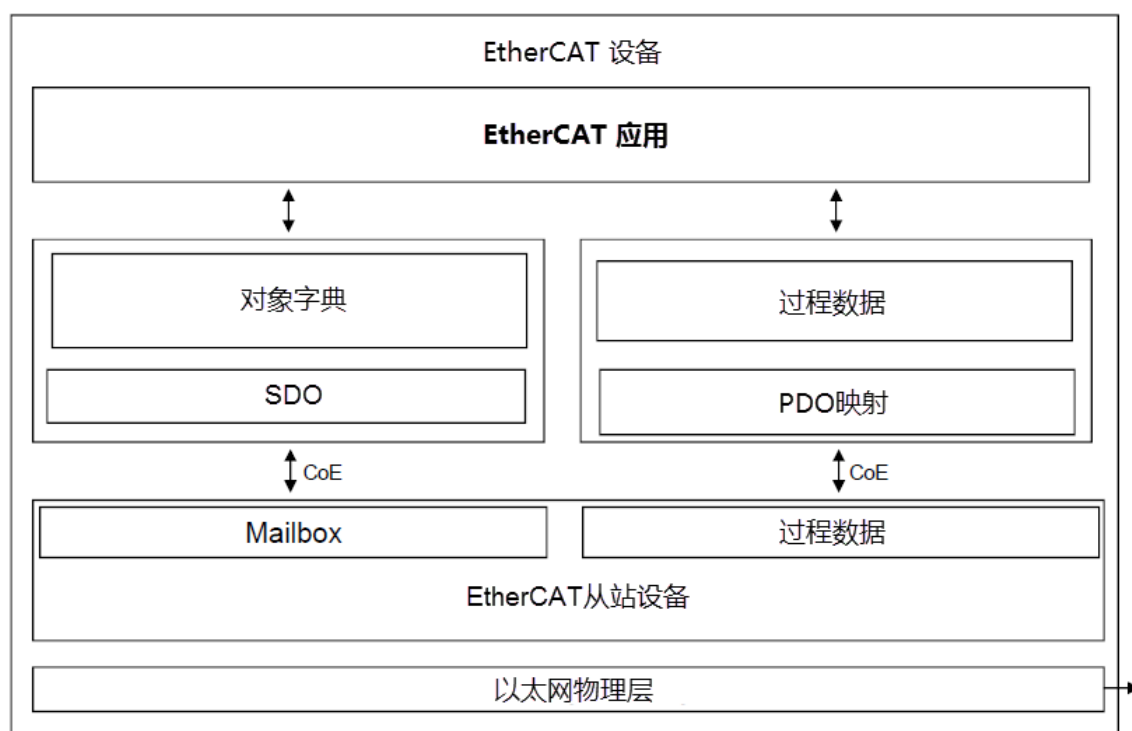 EtherCAT 设备
EtherCAT 应用
对象字典
过程数据
SDO
PDO映射
CoE
CoE
Mailbox
过程数据
EtherCAT从站设备
以太网物理层